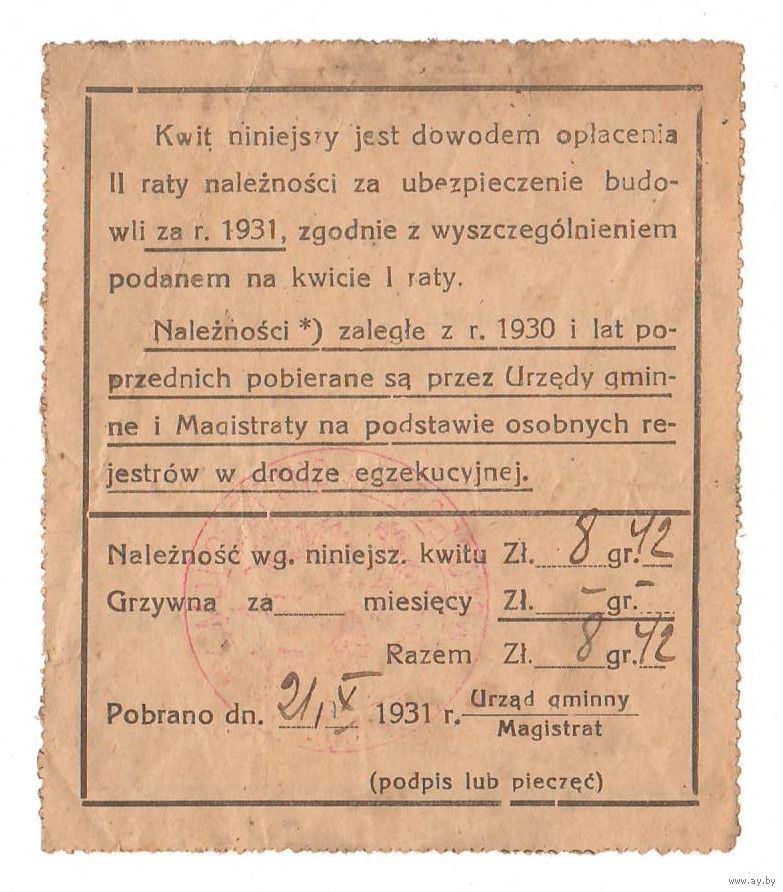 Kwit niniejszy jest dowodem opłacenia
II raty należności za ubezpieczenie budo-
wli za r. 1931, zgodnie z wyszczególnieniem
podanem na kwicie I raty.
Należności *) zaległe z r. 1930 i lat po-
przednich pobierane są przez Urzędy gmin-
ne i Magistraty na podstawie osobnych re-
jestrów w drodze egzekucyjnej.
Należność wg. niniejsz. kwitu Zł. 8 gr. 42
Grzywna za miesięcy Zł. - gr. -
Razem Zł. 8 gr. 42
Pobrano dn. 21/X 1931 r. Urząd gminny
Magistrat
(podpis lub pieczęć)
www.ay.by